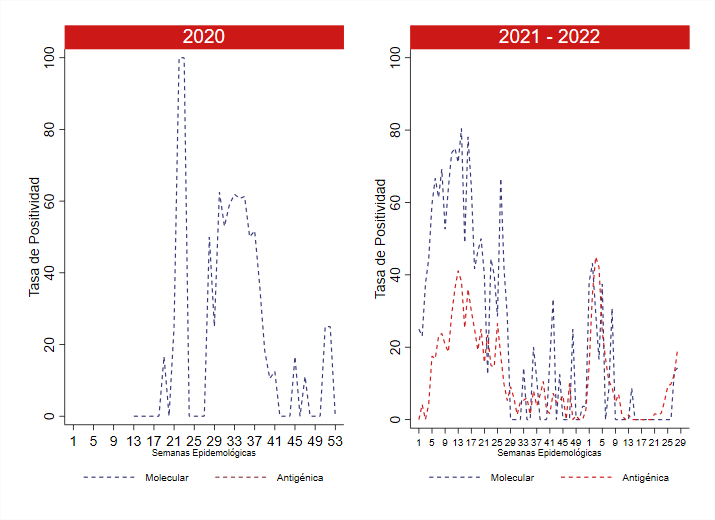 2020
Tasa de Positividad
0 20 40 60 80 100
1 5 9 13 17 21 25 29 33 37 41 45 49 53
Semanas Epidemológicas
Molecular Antigénica
2021 - 2022
Tasa de Positividad
0 20 40 60 80 100
1 5 9 13 17 21 25 29 33 37 41 45 49 1 5 9 13 17 21 25 29
Semanas Epidemológicas
Molecular Antigénica